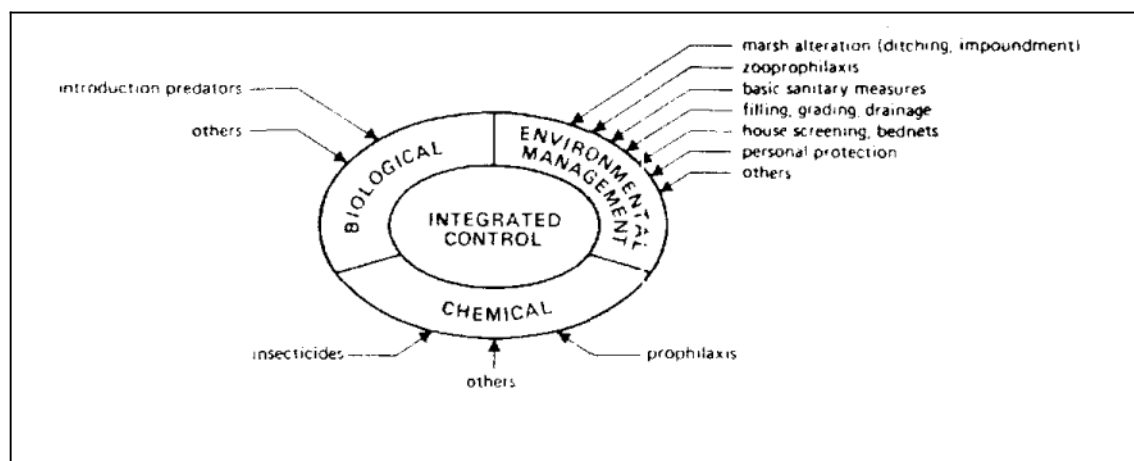 marsh alteration (ditching, impoundment)
zooprophilaxis
basic sanitary measures
filling, grading, drainage
house screening, bednets
personal protection
others
introduction predators
others
BIOLOGICAL
ENVIRONMENTAL
MANAGEMENT
INTEGRATED
CONTROL
CHEMICAL
insecticides
others
prophilaxis